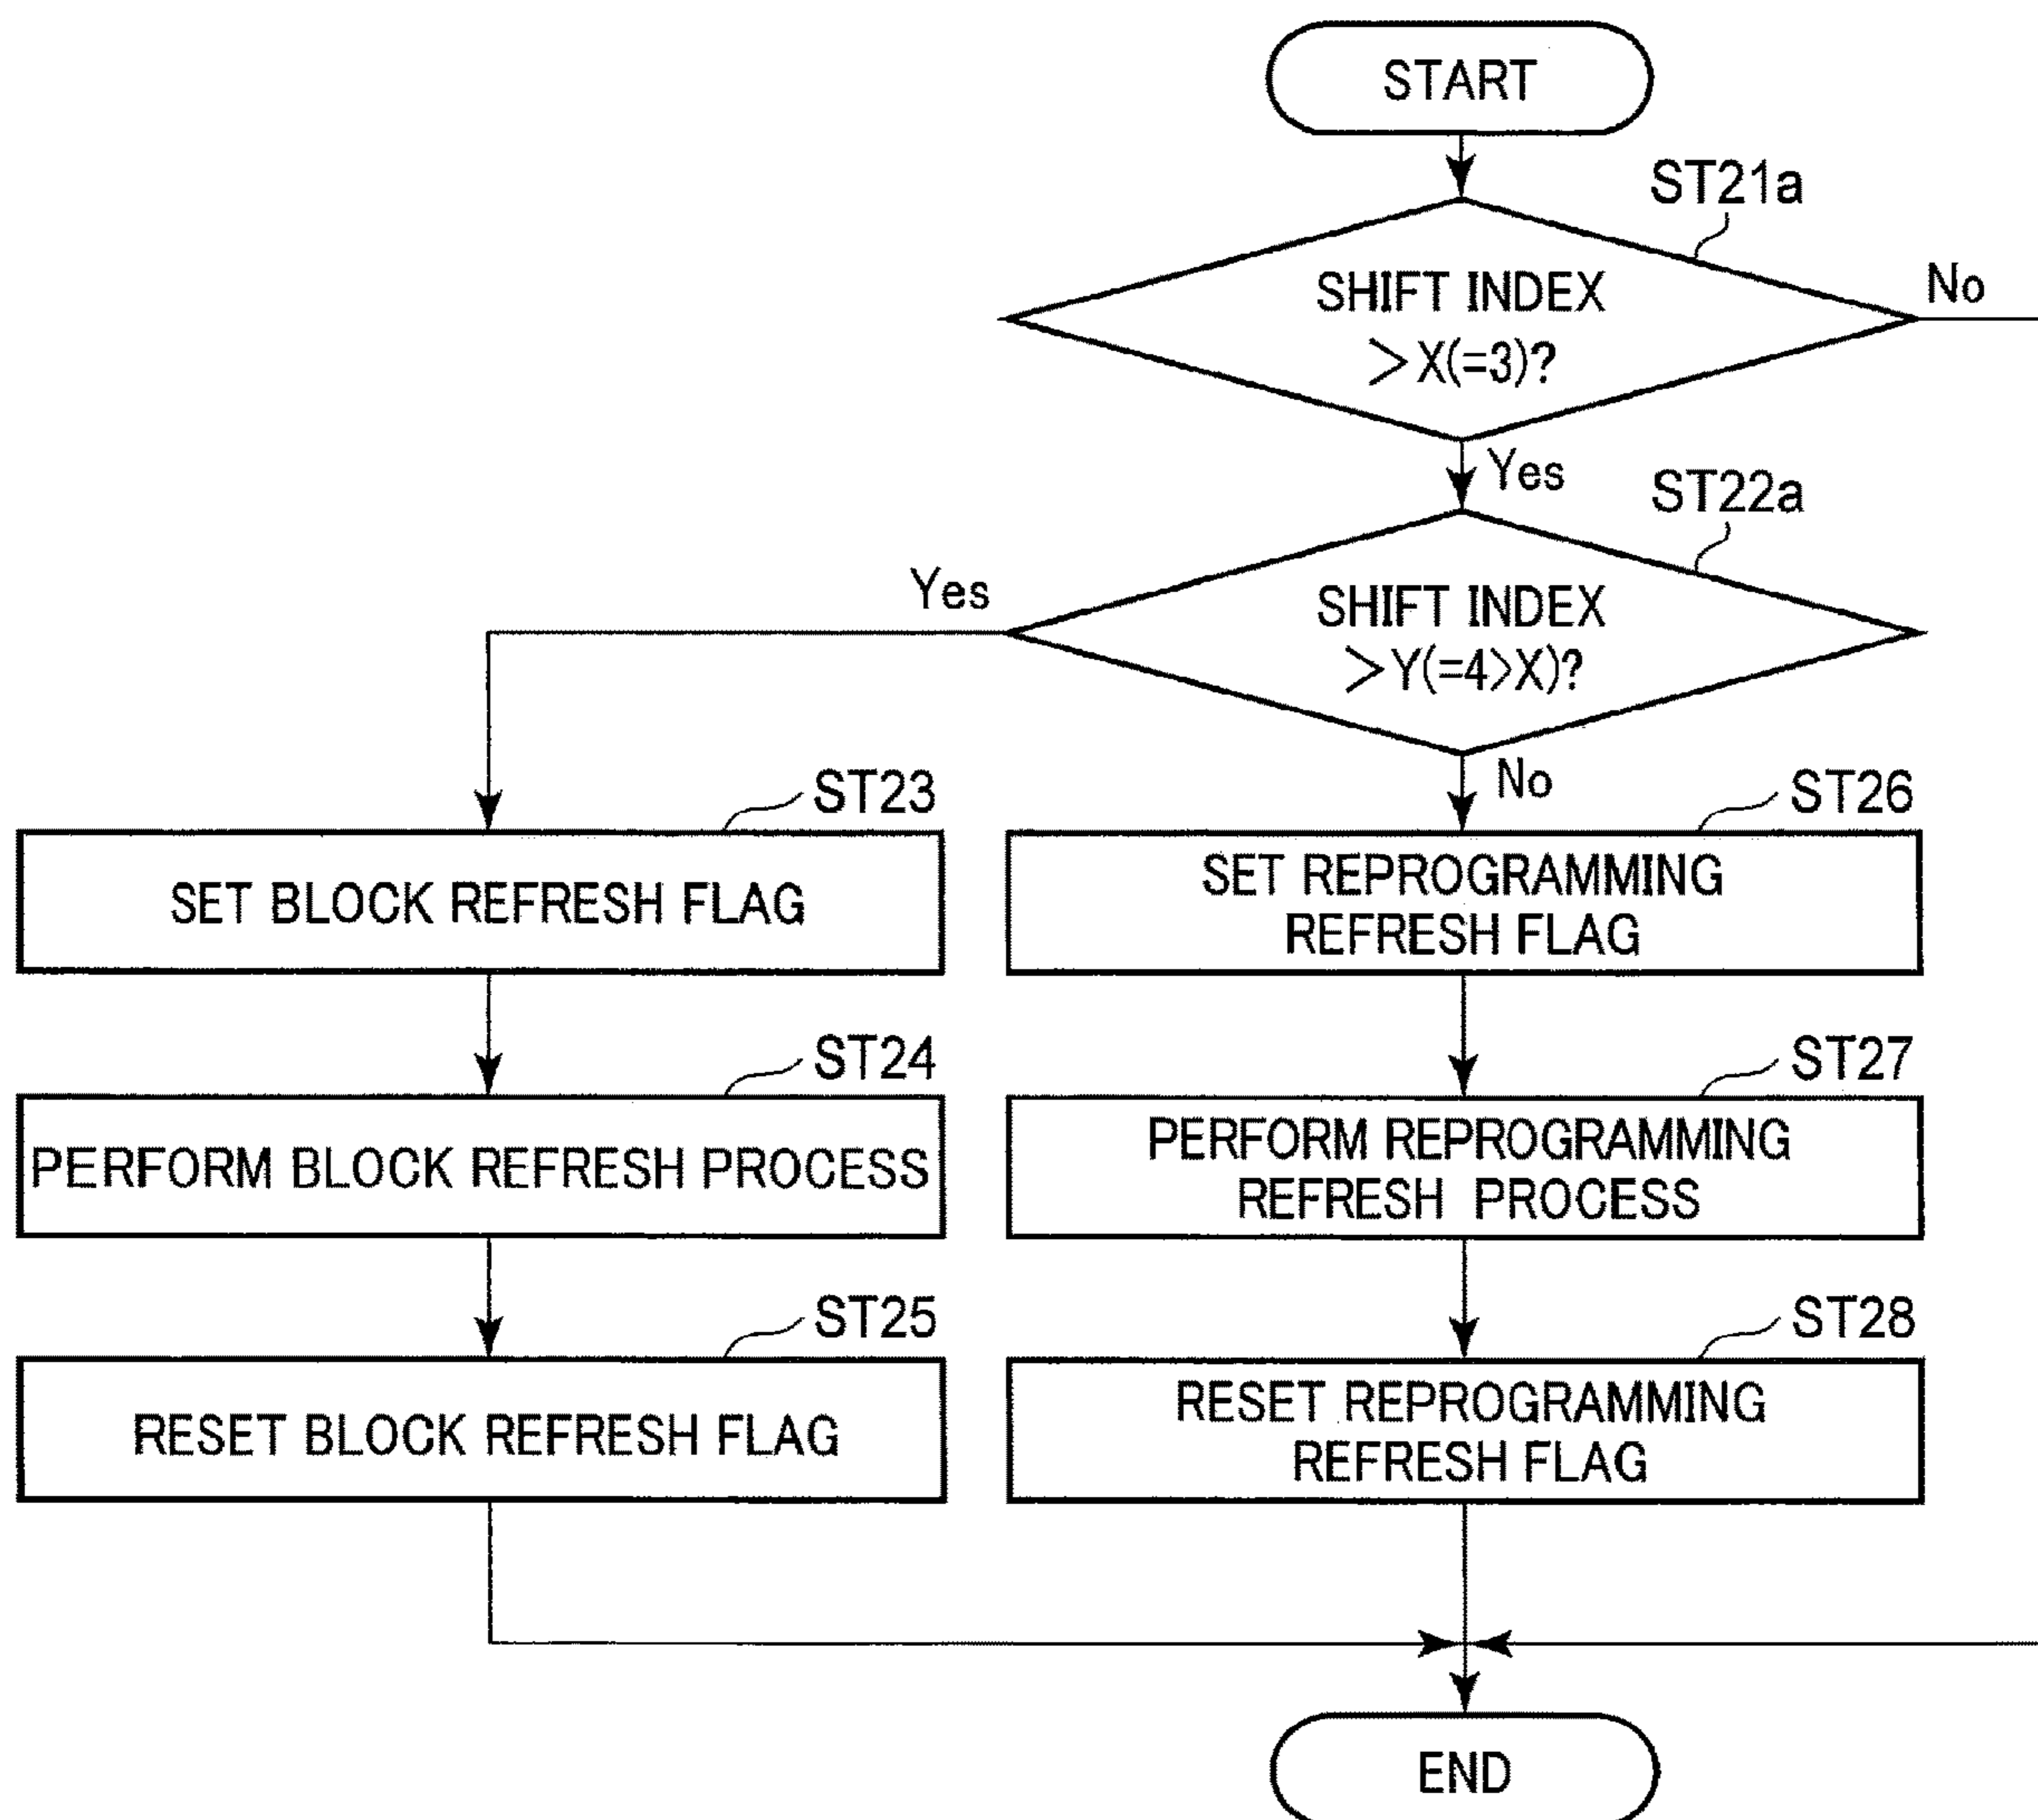 START
ST21a
SHIFT INDEX
>X(=3)?
No
Yes
ST22a
SHIFT INDEX
>Y(=4>X)?
Yes
No
ST23
SET BLOCK REFRESH FLAG
ST26
SET REPROGRAMMING
REFRESH FLAG
ST24
PERFORM BLOCK REFRESH PROCESS
ST27
PERFORM REPROGRAMMING
REFRESH PROCESS
ST25
RESET BLOCK REFRESH FLAG
ST28
RESET REPROGRAMMING
REFRESH FLAG
END